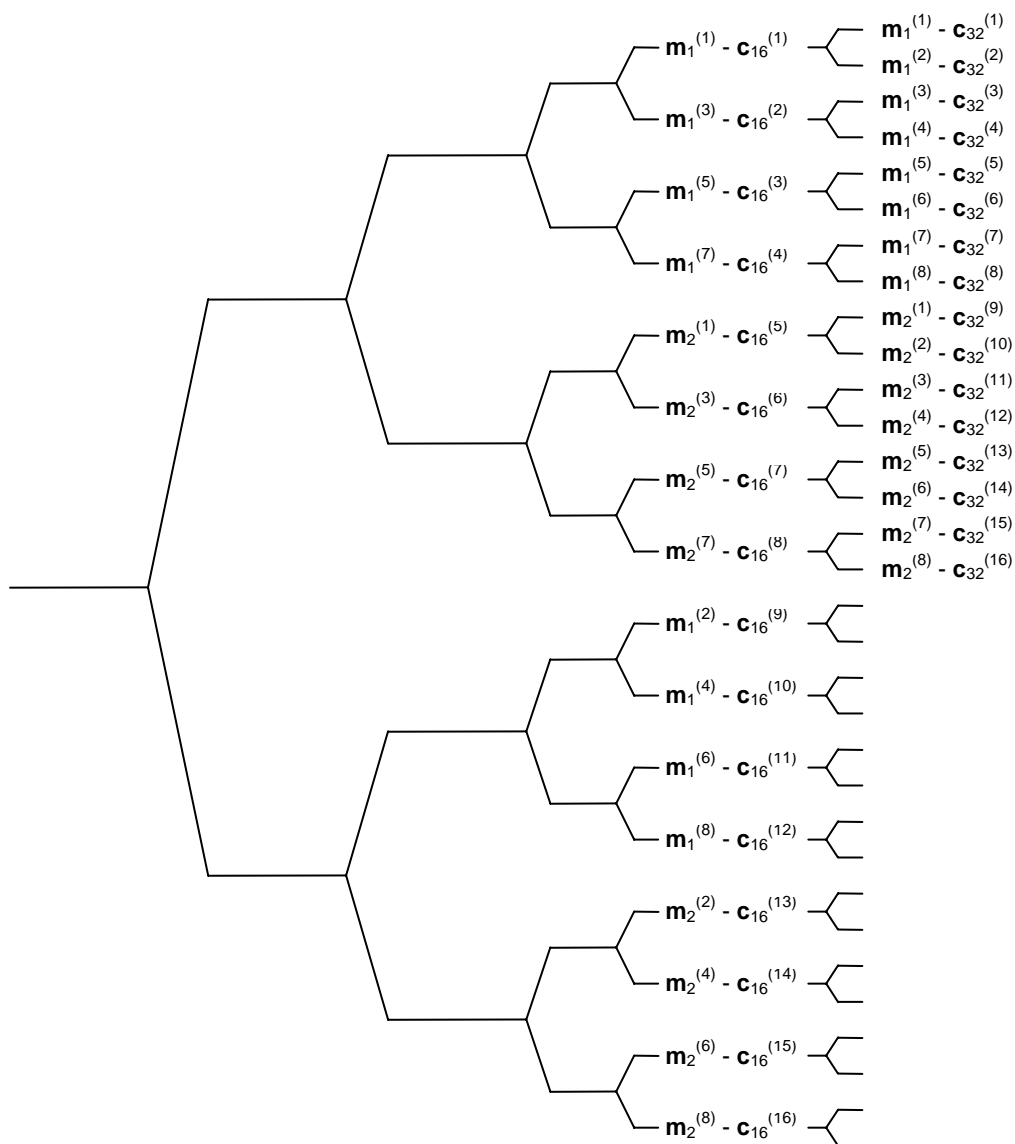 m₁⁽¹⁾ - c₃₂⁽¹⁾
m₁⁽¹⁾ - c₁₆⁽¹⁾
m₁⁽²⁾ - c₃₂⁽²⁾
m₁⁽³⁾ - c₃₂⁽³⁾
m₁⁽³⁾ - c₁₆⁽²⁾
m₁⁽⁴⁾ - c₃₂⁽⁴⁾
m₁⁽⁵⁾ - c₃₂⁽⁵⁾
m₁⁽⁵⁾ - c₁₆⁽³⁾
m₁⁽⁶⁾ - c₃₂⁽⁶⁾
m₁⁽⁷⁾ - c₃₂⁽⁷⁾
m₁⁽⁷⁾ - c₁₆⁽⁴⁾
m₁⁽⁸⁾ - c₃₂⁽⁸⁾
m₂⁽¹⁾ - c₃₂⁽⁹⁾
m₂⁽¹⁾ - c₁₆⁽⁵⁾
m₂⁽²⁾ - c₃₂⁽¹⁰⁾
m₂⁽³⁾ - c₃₂⁽¹¹⁾
m₂⁽³⁾ - c₁₆⁽⁶⁾
m₂⁽⁴⁾ - c₃₂⁽¹²⁾
m₂⁽⁵⁾ - c₃₂⁽¹³⁾
m₂⁽⁵⁾ - c₁₆⁽⁷⁾
m₂⁽⁶⁾ - c₃₂⁽¹⁴⁾
m₂⁽⁷⁾ - c₃₂⁽¹⁵⁾
m₂⁽⁷⁾ - c₁₆⁽⁸⁾
m₂⁽⁸⁾ - c₃₂⁽¹⁶⁾
m₁⁽²⁾ - c₁₆⁽⁹⁾
m₁⁽⁴⁾ - c₁₆⁽¹⁰⁾
m₁⁽⁶⁾ - c₁₆⁽¹¹⁾
m₁⁽⁸⁾ - c₁₆⁽¹²⁾
m₂⁽²⁾ - c₁₆⁽¹³⁾
m₂⁽⁴⁾ - c₁₆⁽¹⁴⁾
m₂⁽⁶⁾ - c₁₆⁽¹⁵⁾
m₂⁽⁸⁾ - c₁₆⁽¹⁶⁾